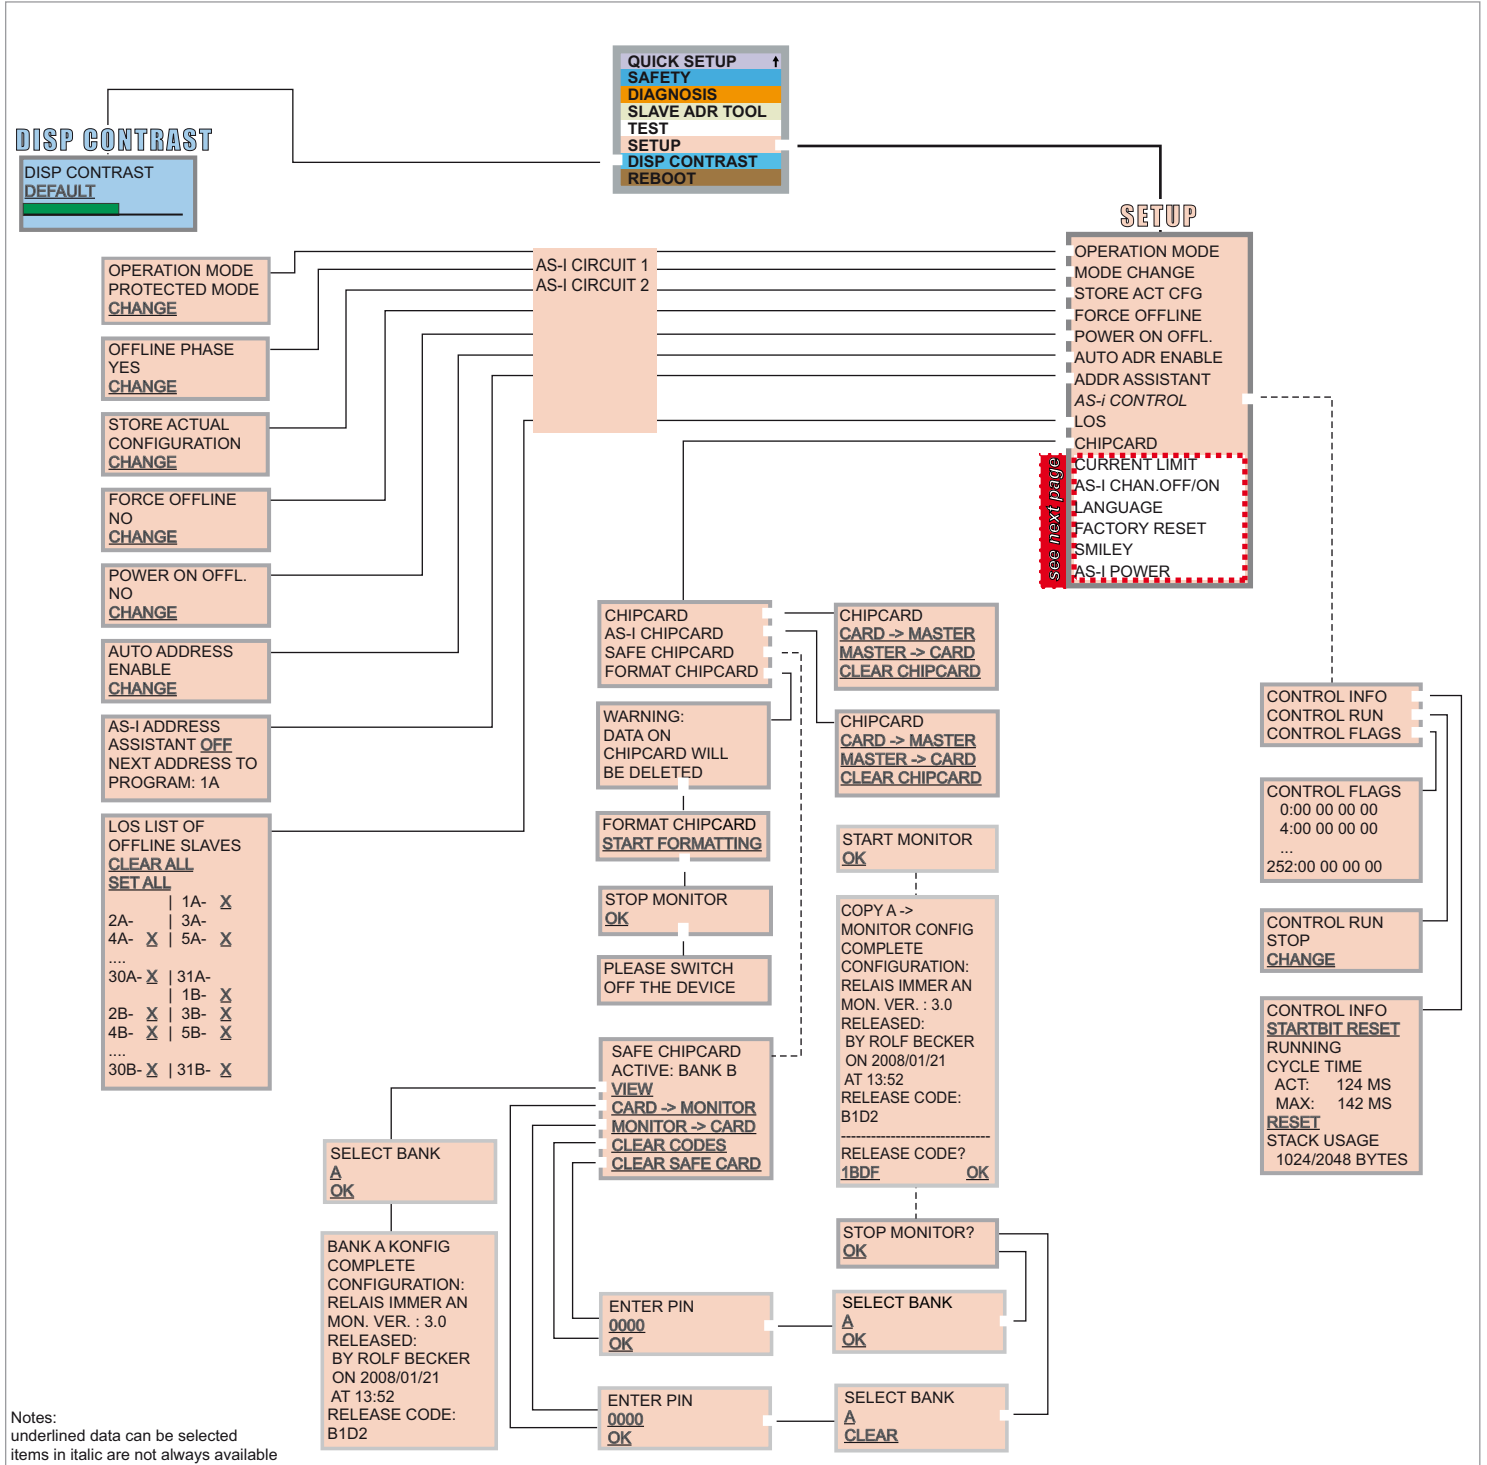 QUICK SETUP
SAFETY
DIAGNOSIS
SLAVE ADR TOOL
TEST
SETUP
DISP CONTRAST
REBOOT
DISP CONTRAST
DISP CONTRAST
DEFAULT
SETUP
OPERATION MODE
MODE CHANGE
STORE ACT CFG
FORCE OFFLINE
POWER ON OFFL.
AUTO ADR ENABLE
ADDR ASSISTANT
AS-i CONTROL
LOS
CHIPCARD
CURRENT LIMIT
AS-I CHAN.OFF/ON
LANGUAGE
FACTORY RESET
SMILEY
AS-I POWER
see next page
AS-I CIRCUIT 1
AS-I CIRCUIT 2
OPERATION MODE
PROTECTED MODE
CHANGE
OFFLINE PHASE
YES
CHANGE
STORE ACTUAL
CONFIGURATION
CHANGE
FORCE OFFLINE
NO
CHANGE
POWER ON OFFL.
NO
CHANGE
AUTO ADDRESS
ENABLE
CHANGE
AS-I ADDRESS
ASSISTANT OFF
NEXT ADDRESS TO
PROGRAM: 1A
LOS LIST OF
OFFLINE SLAVES
CLEAR ALL
SET ALL
| 1A- X
2A- | 3A-
4A- X | 5A- X
....
30A- X | 31A-
| 1B- X
2B- X | 3B- X
4B- X | 5B- X
....
30B- X | 31B- X
CHIPCARD
AS-I CHIPCARD
SAFE CHIPCARD
FORMAT CHIPCARD
CHIPCARD
CARD -> MASTER
MASTER -> CARD
CLEAR CHIPCARD
CHIPCARD
CARD -> MASTER
MASTER -> CARD
CLEAR CHIPCARD
WARNING:
DATA ON
CHIPCARD WILL
BE DELETED
FORMAT CHIPCARD
START FORMATTING
STOP MONITOR
OK
PLEASE SWITCH
OFF THE DEVICE
START MONITOR
OK
COPY A ->
MONITOR CONFIG
COMPLETE
CONFIGURATION:
RELAIS IMMER AN
MON. VER. : 3.0
RELEASED:
BY ROLF BECKER
ON 2008/01/21
AT 13:52
RELEASE CODE:
B1D2
------------------------------
RELEASE CODE?
1BDF OK
STOP MONITOR?
OK
SAFE CHIPCARD
ACTIVE: BANK B
VIEW
CARD -> MONITOR
MONITOR -> CARD
CLEAR CODES
CLEAR SAFE CARD
SELECT BANK
A
OK
BANK A KONFIG
COMPLETE
CONFIGURATION:
RELAIS IMMER AN
MON. VER. : 3.0
RELEASED:
BY ROLF BECKER
ON 2008/01/21
AT 13:52
RELEASE CODE:
B1D2
ENTER PIN
0000
OK
SELECT BANK
A
OK
ENTER PIN
0000
OK
SELECT BANK
A
CLEAR
CONTROL INFO
CONTROL RUN
CONTROL FLAGS
CONTROL FLAGS
0:00 00 00 00
4:00 00 00 00
...
252:00 00 00 00
CONTROL RUN
STOP
CHANGE
CONTROL INFO
STARTBIT RESET
RUNNING
CYCLE TIME
ACT: 124 MS
MAX: 142 MS
RESET
STACK USAGE
1024/2048 BYTES
Notes:
underlined data can be selected
items in italic are not always available